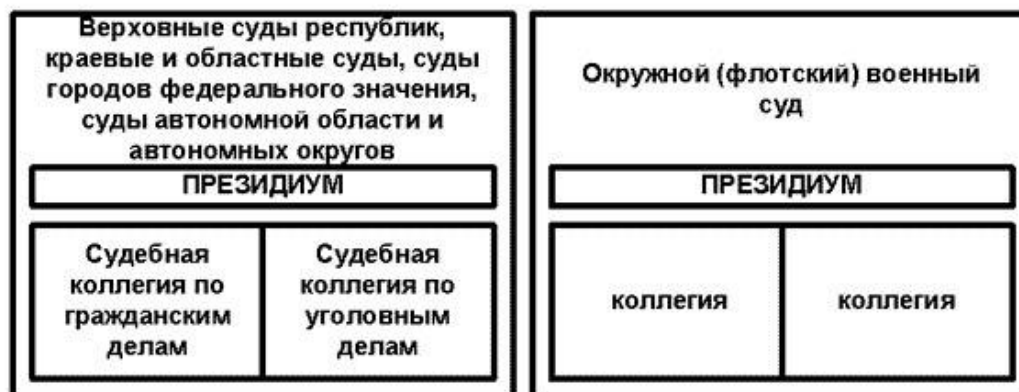 Верховные суды республик,
краевые и областные суды, суды
городов федерального значения,
суды автономной области и
автономных округов
ПРЕЗИДИУМ
Судебная
коллегия по
гражданским
делам
Судебная
коллегия по
уголовным
делам
Окружной (флотский) военный
суд
ПРЕЗИДИУМ
коллегия
коллегия